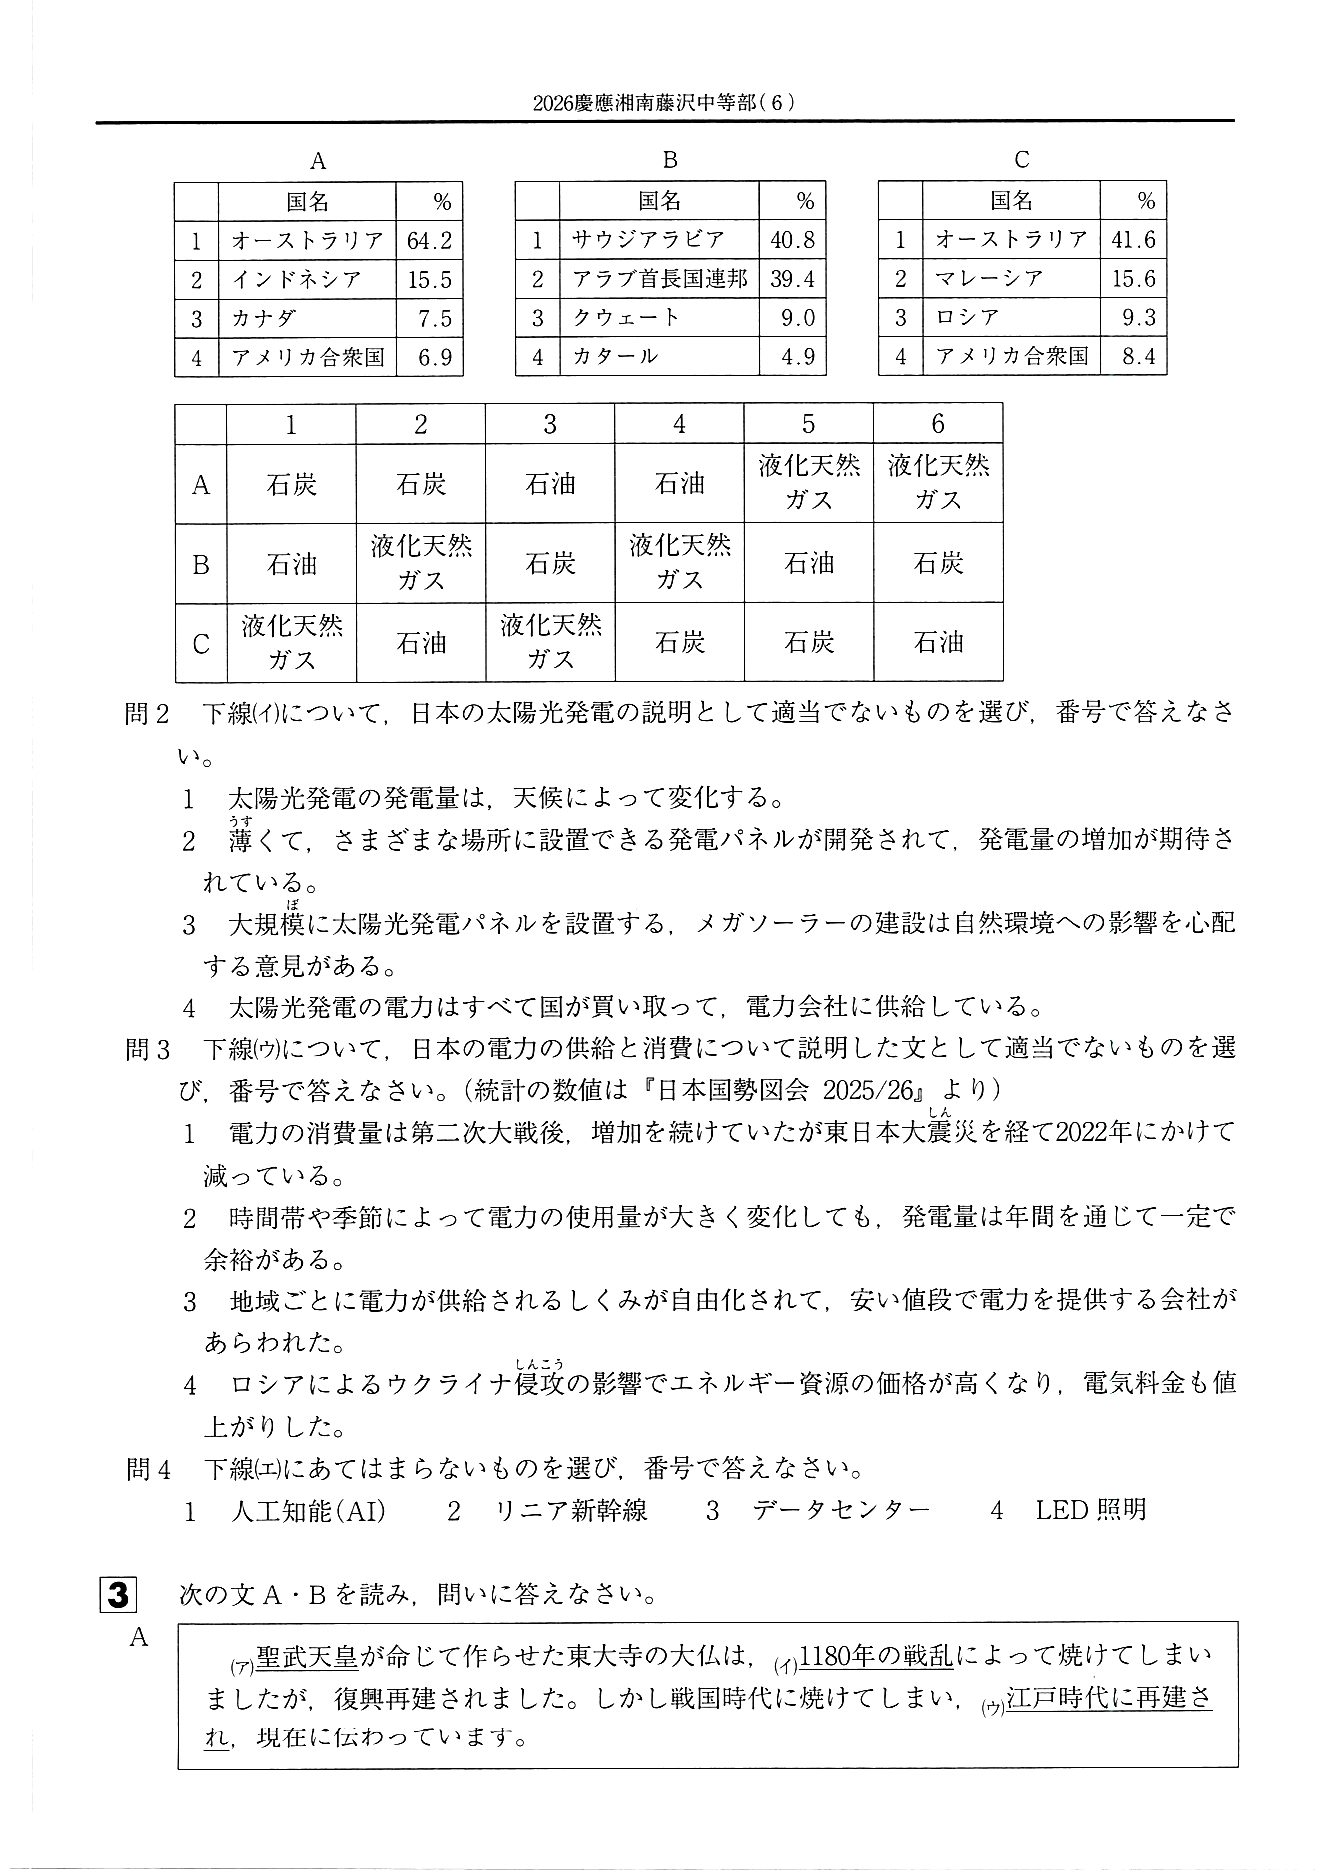 2026慶應湘南藤沢中等部(6)
A
国名 %
1 オーストラリア 64.2
2 インドネシア 15.5
3 カナダ 7.5
4 アメリカ合衆国 6.9
B
国名 %
1 サウジアラビア 40.8
2 アラブ首長国連邦 39.4
3 クウェート 9.0
4 カタール 4.9
C
国名 %
1 オーストラリア 41.6
2 マレーシア 15.6
3 ロシア 9.3
4 アメリカ合衆国 8.4
1 2 3 4 5 6
A 石炭 石炭 石油 石油 液化天然ガス 液化天然ガス
B 石油 液化天然ガス 石炭 液化天然ガス 石油 石炭
C 液化天然ガス 石油 液化天然ガス 石炭 石炭 石油
問2 下線(イ)について，日本の太陽光発電の説明として適当でないものを選び，番号で答えなさ
い。
1 太陽光発電の発電量は，天候によって変化する。
うす
2 薄くて，さまざまな場所に設置できる発電パネルが開発されて，発電量の増加が期待さ
れている。
ぼ
3 大規模に太陽光発電パネルを設置する，メガソーラーの建設は自然環境への影響を心配
する意見がある。
4 太陽光発電の電力はすべて国が買い取って，電力会社に供給している。
問3 下線(ウ)について，日本の電力の供給と消費について説明した文として適当でないものを選
び，番号で答えなさい。(統計の数値は『日本国勢図会 2025/26』より)
しん
1 電力の消費量は第二次大戦後，増加を続けていたが東日本大震災を経て2022年にかけて
減っている。
2 時間帯や季節によって電力の使用量が大きく変化しても，発電量は年間を通じて一定で
余裕がある。
3 地域ごとに電力が供給されるしくみが自由化されて，安い値段で電力を提供する会社が
あらわれた。
しんこう
4 ロシアによるウクライナ侵攻の影響でエネルギー資源の価格が高くなり，電気料金も値
上がりした。
問4 下線(エ)にあてはまらないものを選び，番号で答えなさい。
1 人工知能(AI) 2 リニア新幹線 3 データセンター 4 LED照明
3 次の文A・Bを読み，問いに答えなさい。
A
(ア)聖武天皇が命じて作らせた東大寺の大仏は，(イ)1180年の戦乱によって焼けてしまい
ましたが，復興再建されました。しかし戦国時代に焼けてしまい，(ウ)江戸時代に再建さ
れ，現在に伝わっています。